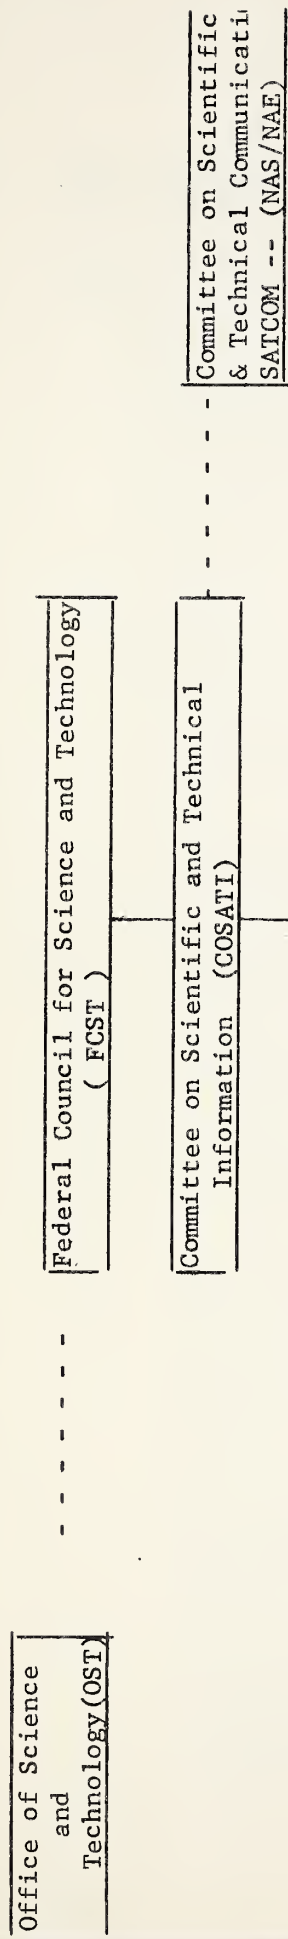 Office of Science
and
Technology(OST)
Federal Council for Science and Technology
( FCST )
Committee on Scientific and Technical
Information (COSATI)
Committee on Scientific
& Technical Communicati
SATCOM -- (NAS/NAE)